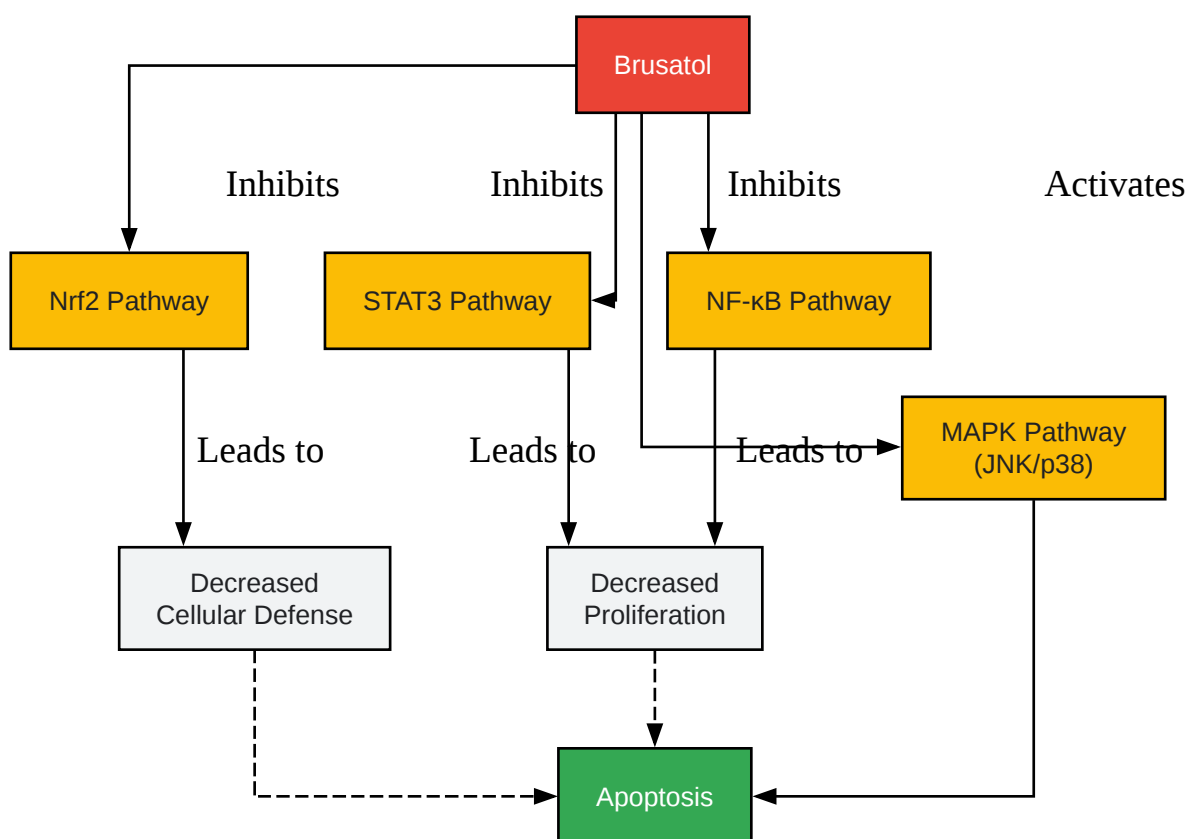 Brusatol
Inhibits
Inhibits
Inhibits
Activates
Nrf2 Pathway
STAT3 Pathway
NF-κB Pathway
MAPK Pathway
(JNK/p38)
Leads to
Leads to
Leads to
Decreased
Cellular Defense
Decreased
Proliferation
Apoptosis